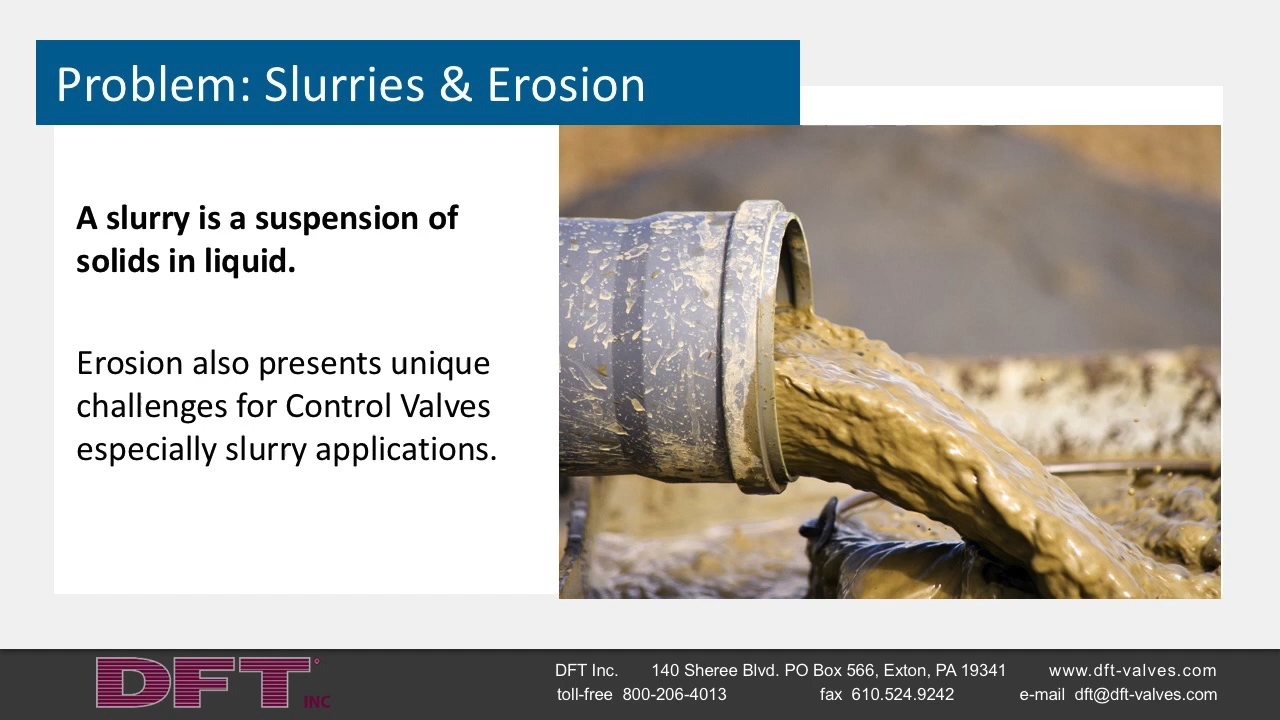 Problem: Slurries & Erosion
A slurry is a suspension of
solids in liquid.
Erosion also presents unique
challenges for Control Valves
especially slurry applications.
DFT INC
DFT Inc. 140 Sheree Blvd. PO Box 566, Exton, PA 19341 www.dft-valves.com
toll-free 800-206-4013 fax 610.524.9242 e-mail dft@dft-valves.com